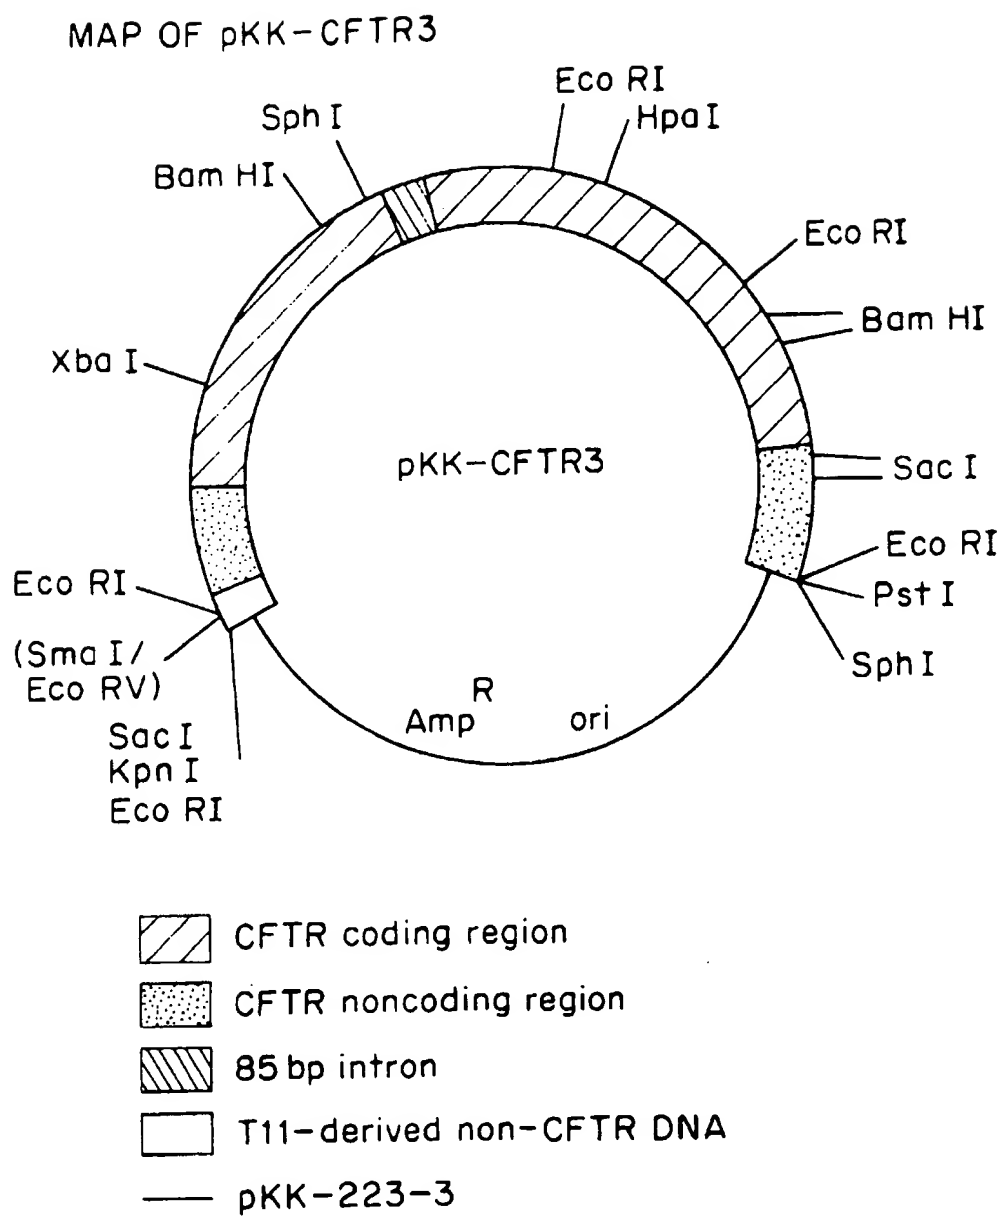 MAP OF pKK-CFTR3
Eco RI
Hpa I
Sph I
Bam HI
Eco RI
Bam HI
Xba I
pKK-CFTR3
Sac I
Eco RI
Pst I
Sph I
Eco RI
(Sma I/
Eco RV)
Sac I
Kpn I
Eco RI
Amp R
ori
CFTR coding region
CFTR noncoding region
85 bp intron
T11-derived non-CFTR DNA
pKK-223-3